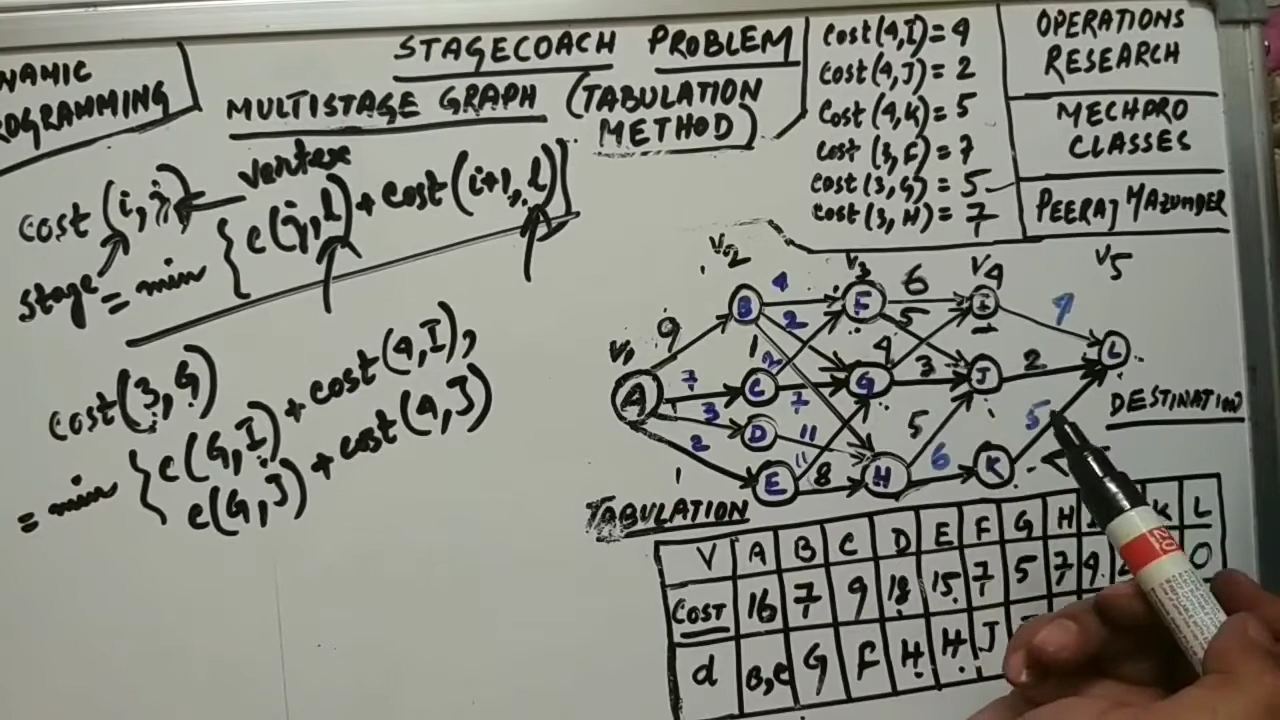 NAMIC
ROGRAMMING
STAGECOACH PROBLEM
MULTISTAGE GRAPH (TABULATION
METHOD)
cost(4,I)=4
cost(4,J)=2
cost(4,K)=5
cost(3,F)=7
cost(3,G)=5
cost(3,H)=7
OPERATIONS
RESEARCH
MECHPRO
CLASSES
PEERAJ MAZUMDER
cost(i,j) vertex
stage = min { c(j,l) + cost(i+1,l)
cost(3,G)
= min { c(G,I) + cost(4,I),
c(G,J) + cost(4,J)
V1 V2 V3 V4 V5
A B C D E F G H I J K L
9 7 3 2
4 2 1
2 7
11
11 8
6 5
4 3
5 6
4 2 5
DESTINATION
TABULATION
V A B C D E F G H K L
COST 16 7 9 18 15 7 5 7 4 0
d B,C G F H H J